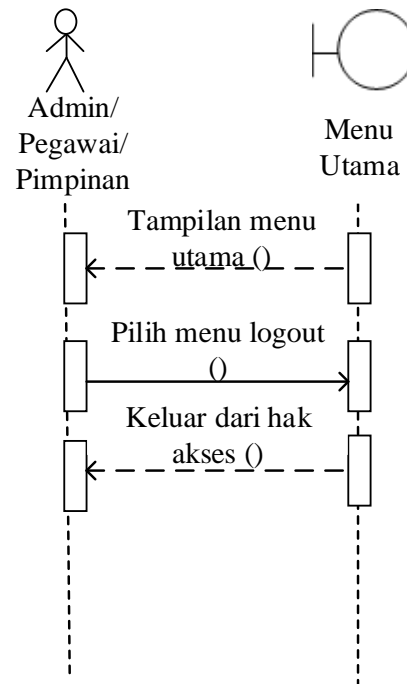 Admin/
Pegawai/
Pimpinan
Menu
Utama
Tampilan menu
utama ()
Pilih menu logout
()
Keluar dari hak
akses ()